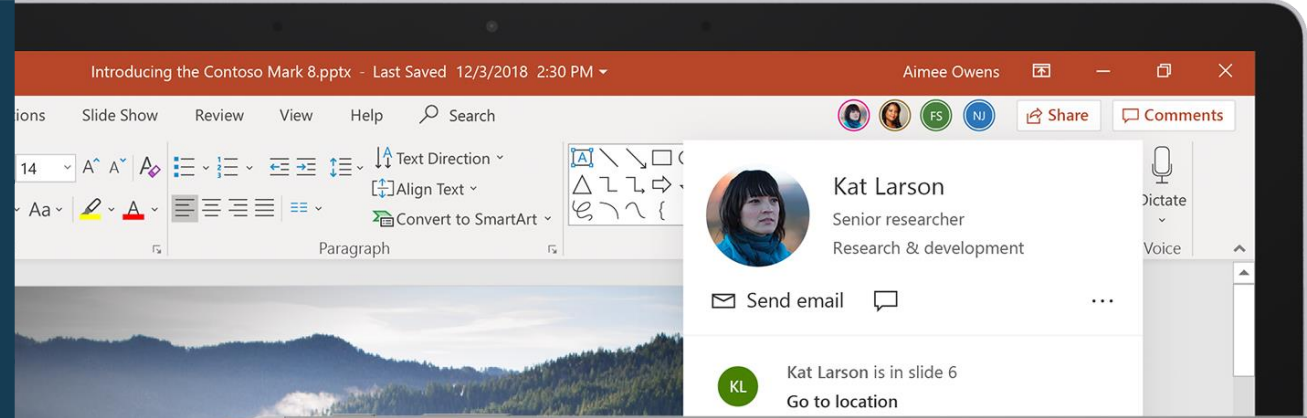 Introducing the Contoso Mark 8.pptx - Last Saved 12/3/2018 2:30 PM
Aimee Owens
Slide Show Review View Help Search
FS NJ Share Comments
14 A A A
Text Direction
Align Text
Convert to SmartArt
Aa A
Paragraph
Voice
Kat Larson
Senior researcher
Research & development
Send email
KL
Kat Larson is in slide 6
Go to location